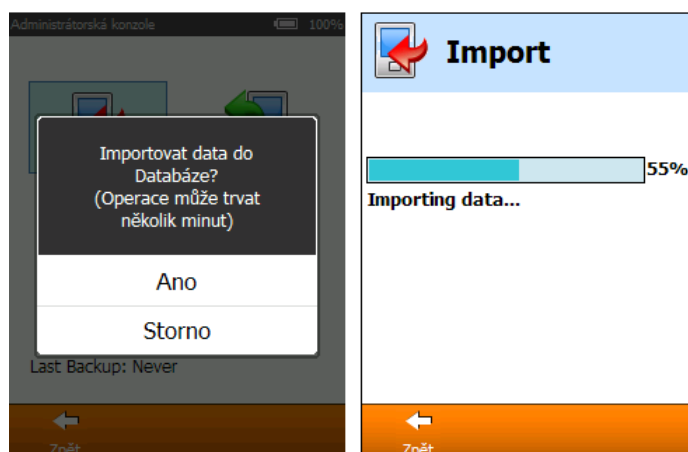 Administrátorská konzole 100%
Importovat data do
Databáze?
(Operace může trvat
několik minut)
Ano
Storno
Last Backup: Never
Zpět
Import
55%
Importing data...
Zpět